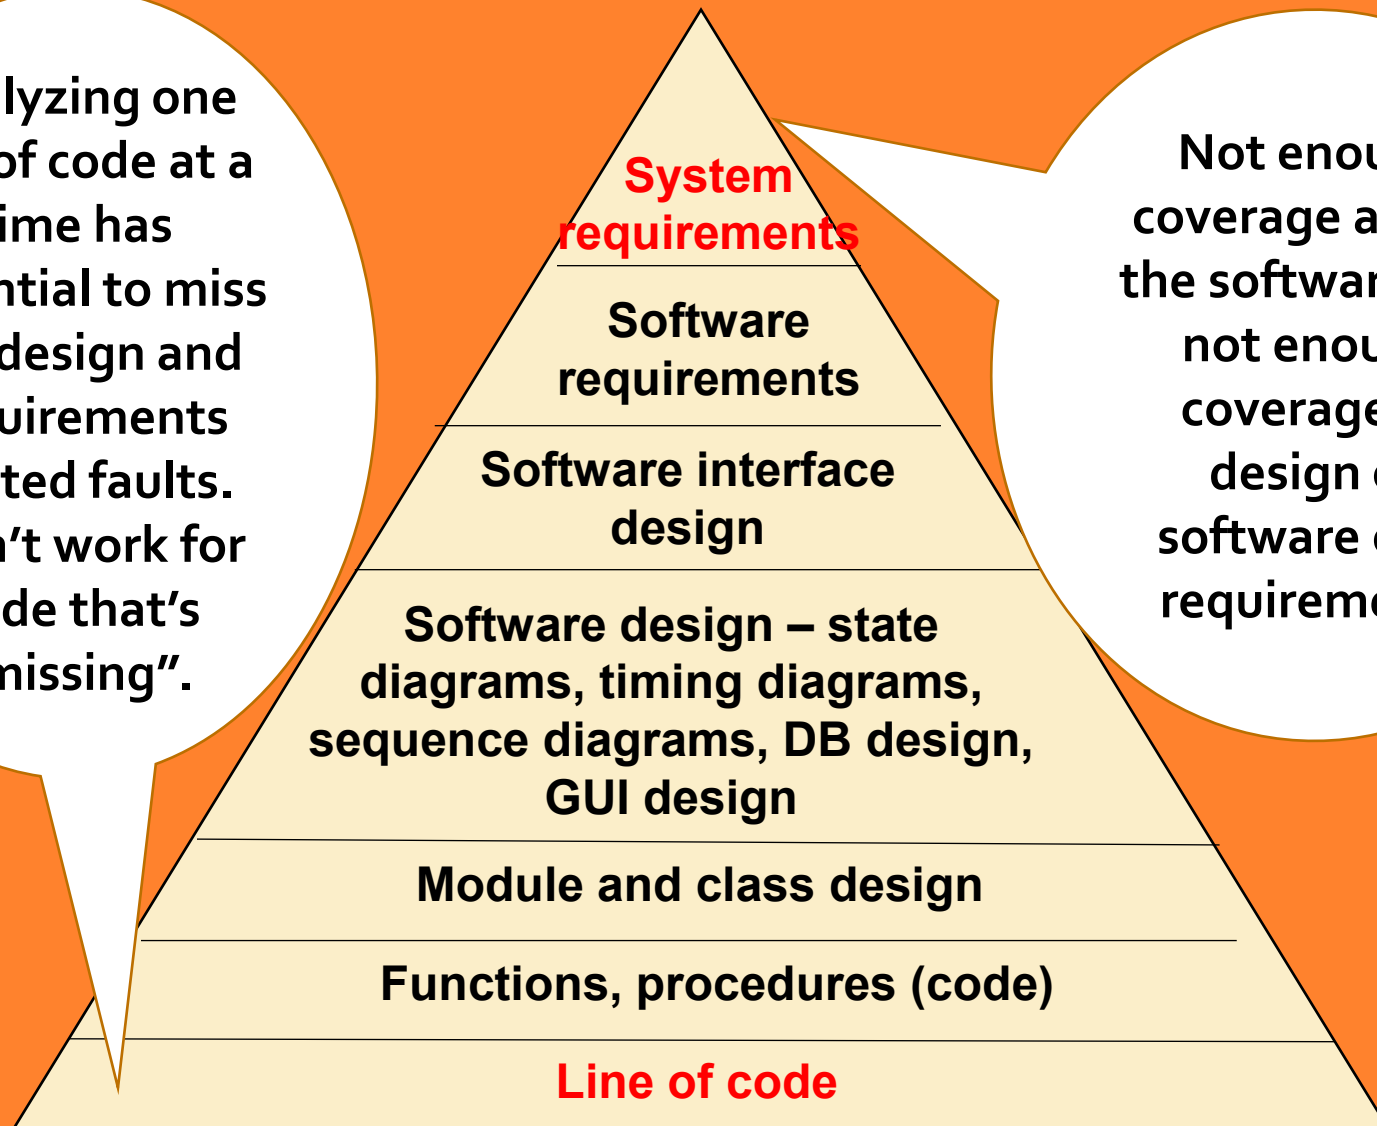 lyzing one
of code at a
ime has
ntial to miss
design and
uirements
ted faults.
n’t work for
de that’s
missing”.
System
requirements
Software
requirements
Software interface
design
Software design – state
diagrams, timing diagrams,
sequence diagrams, DB design,
GUI design
Module and class design
Functions, procedures (code)
Line of code
Not enou
coverage a
the softwar
not enou
coverage
design
software
requirem